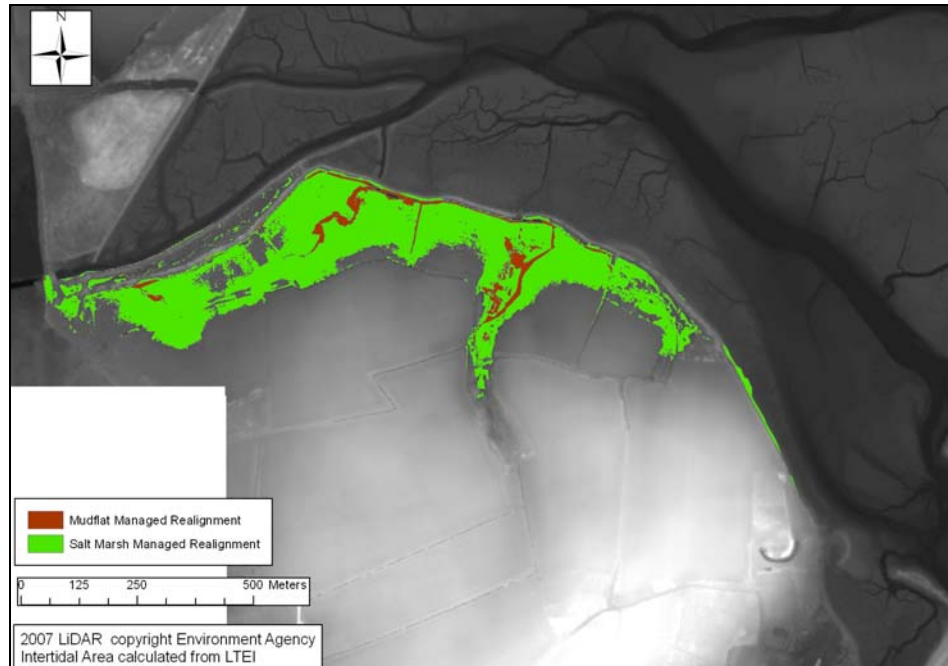 N
Mudflat Managed Realignment
Salt Marsh Managed Realignment
0 125 250 500 Meters
2007 LiDAR copyright Environment Agency
Intertidal Area calculated from LTEI